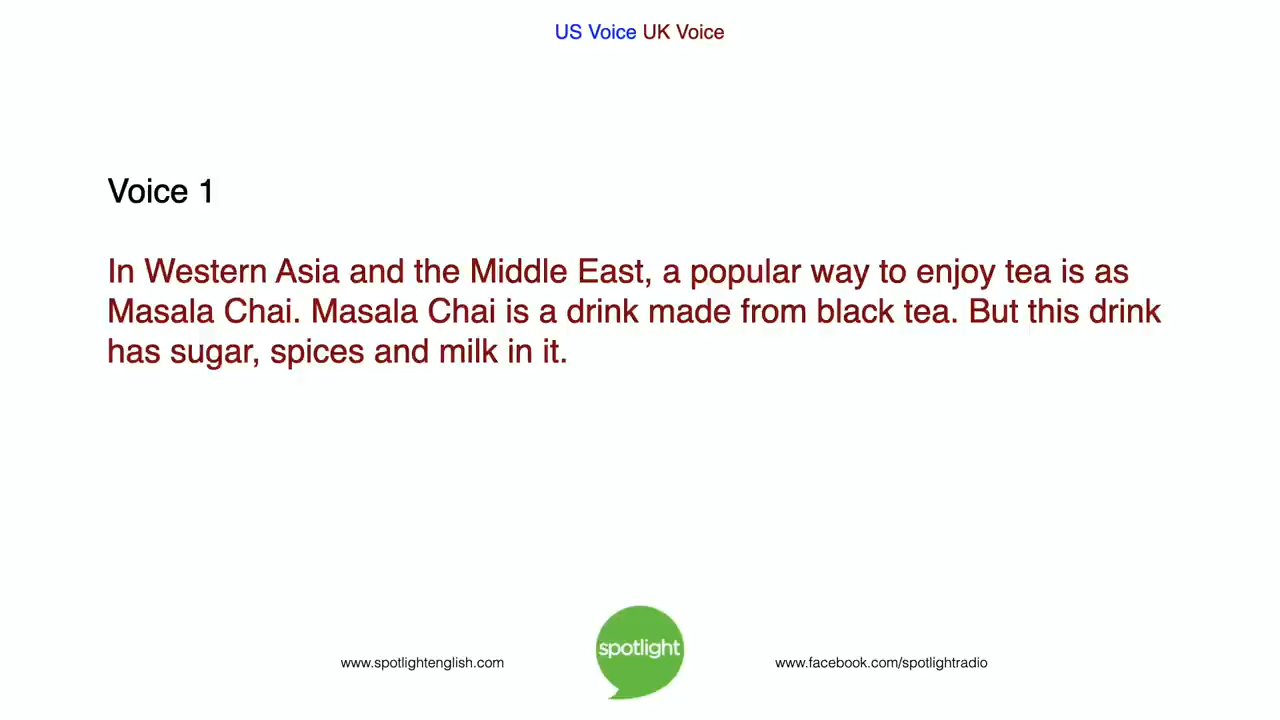 US Voice UK Voice
Voice 1
In Western Asia and the Middle East, a popular way to enjoy tea is as
Masala Chai. Masala Chai is a drink made from black tea. But this drink
has sugar, spices and milk in it.
spotlight
www.spotlightenglish.com
www.facebook.com/spotlightradio